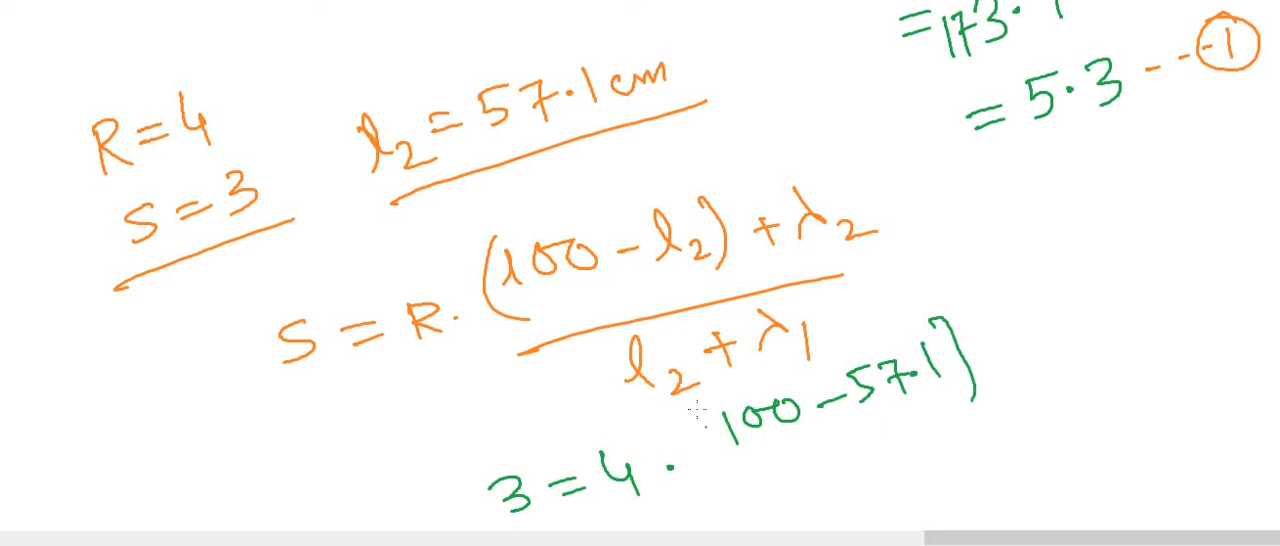 = 173.
= 5.3 - - - 1
R = 4
l₂ = 57.1 cm
S = 3
S = R. (100 - l₂) + λ₂
l₂ + λ1
3 = 4 . 100 - 57.1)